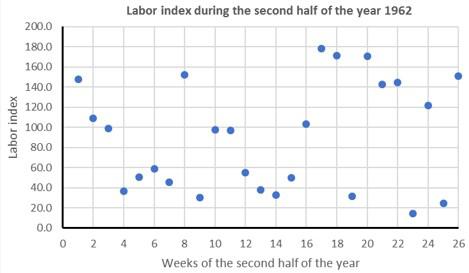 Labor index during the second half of the year 1962
200.0
180.0
160.0
140.0
120.0
100.0
80.0
60.0
40.0
20.0
0.0
Labor index
0 2 4 6 8 10 12 14 16 18 20 22 24 26
Weeks of the second half of the year